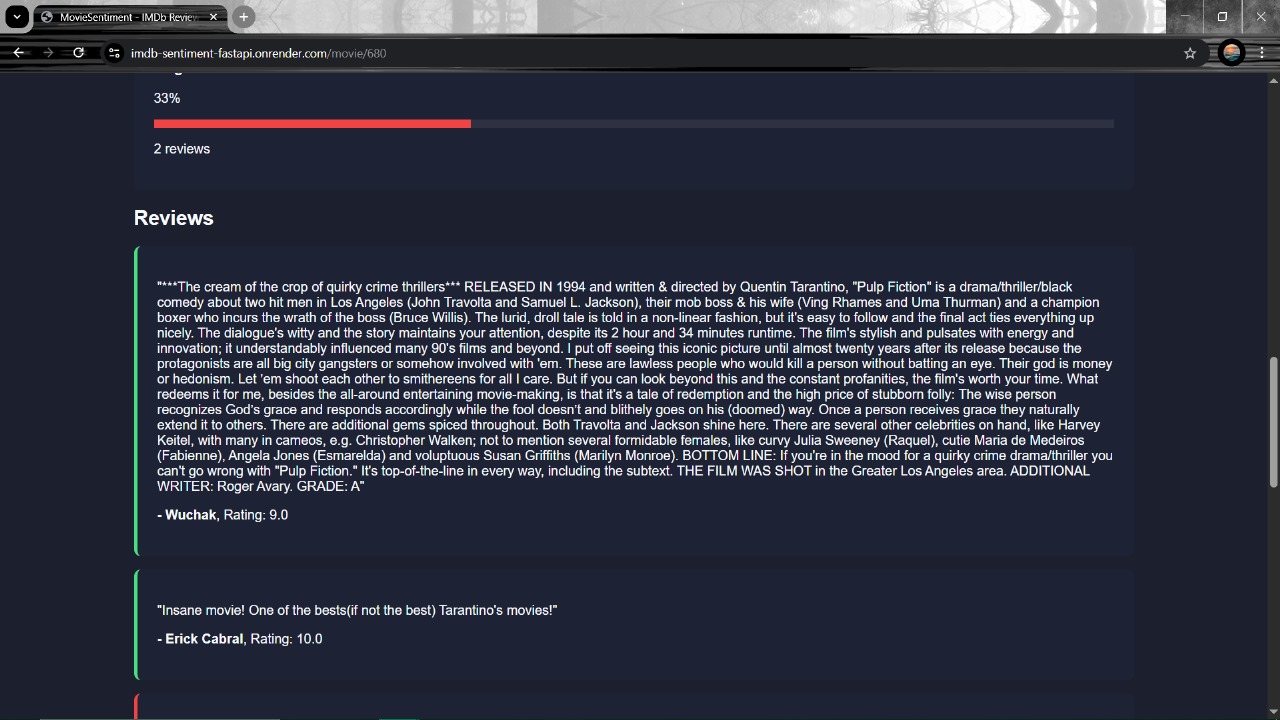 MovieSentiment - IMDb Review
imdb-sentiment-fastapi.onrender.com/movie/680
33%
2 reviews
Reviews
"***The cream of the crop of quirky crime thrillers*** RELEASED IN 1994 and written & directed by Quentin Tarantino, "Pulp Fiction" is a drama/thriller/black
comedy about two hit men in Los Angeles (John Travolta and Samuel L. Jackson), their mob boss & his wife (Ving Rhames and Uma Thurman) and a champion
boxer who incurs the wrath of the boss (Bruce Willis). The lurid, droll tale is told in a non-linear fashion, but it's easy to follow and the final act ties everything up
nicely. The dialogue's witty and the story maintains your attention, despite its 2 hour and 34 minutes runtime. The film's stylish and pulsates with energy and
innovation; it understandably influenced many 90's films and beyond. I put off seeing this iconic picture until almost twenty years after its release because the
protagonists are all big city gangsters or somehow involved with 'em. These are lawless people who would kill a person without batting an eye. Their god is money
or hedonism. Let 'em shoot each other to smithereens for all I care. But if you can look beyond this and the constant profanities, the film's worth your time. What
redeems it for me, besides the all-around entertaining movie-making, is that it's a tale of redemption and the high price of stubborn folly: The wise person
recognizes God's grace and responds accordingly while the fool doesn't and blithely goes on his (doomed) way. Once a person receives grace they naturally
extend it to others. There are additional gems spiced throughout. Both Travolta and Jackson shine here. There are several other celebrities on hand, like Harvey
Keitel, with many in cameos, e.g. Christopher Walken; not to mention several formidable females, like curvy Julia Sweeney (Raquel), cutie Maria de Medeiros
(Fabienne), Angela Jones (Esmarelda) and voluptuous Susan Griffiths (Marilyn Monroe). BOTTOM LINE: If you're in the mood for a quirky crime drama/thriller you
can't go wrong with "Pulp Fiction." It's top-of-the-line in every way, including the subtext. THE FILM WAS SHOT in the Greater Los Angeles area. ADDITIONAL
WRITER: Roger Avary. GRADE: A"
- Wuchak, Rating: 9.0
"Insane movie! One of the bests(if not the best) Tarantino's movies!"
- Erick Cabral, Rating: 10.0